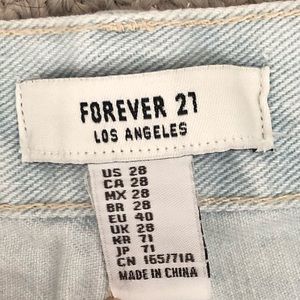 FOREVER 21
LOS ANGELES
US 28
CA 28
MX 28
BR 28
EU 40
UK 28
KR 71
JP 71
CN 165/71A
MADE IN CHINA